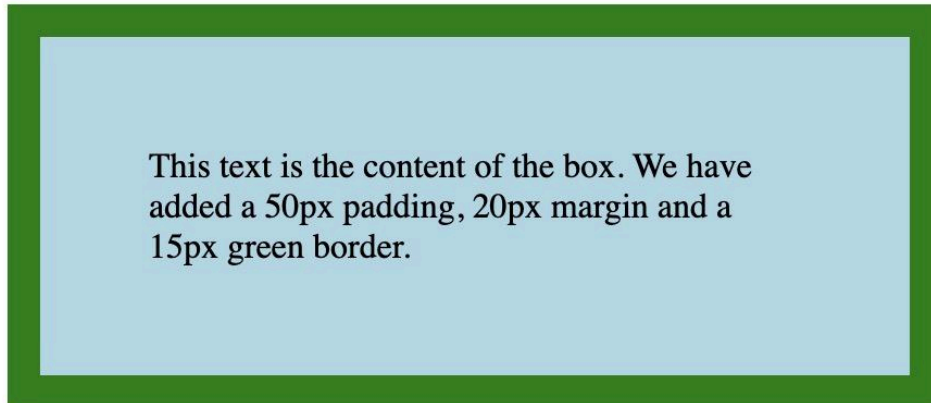 This text is the content of the box. We have
added a 50px padding, 20px margin and a
15px green border.